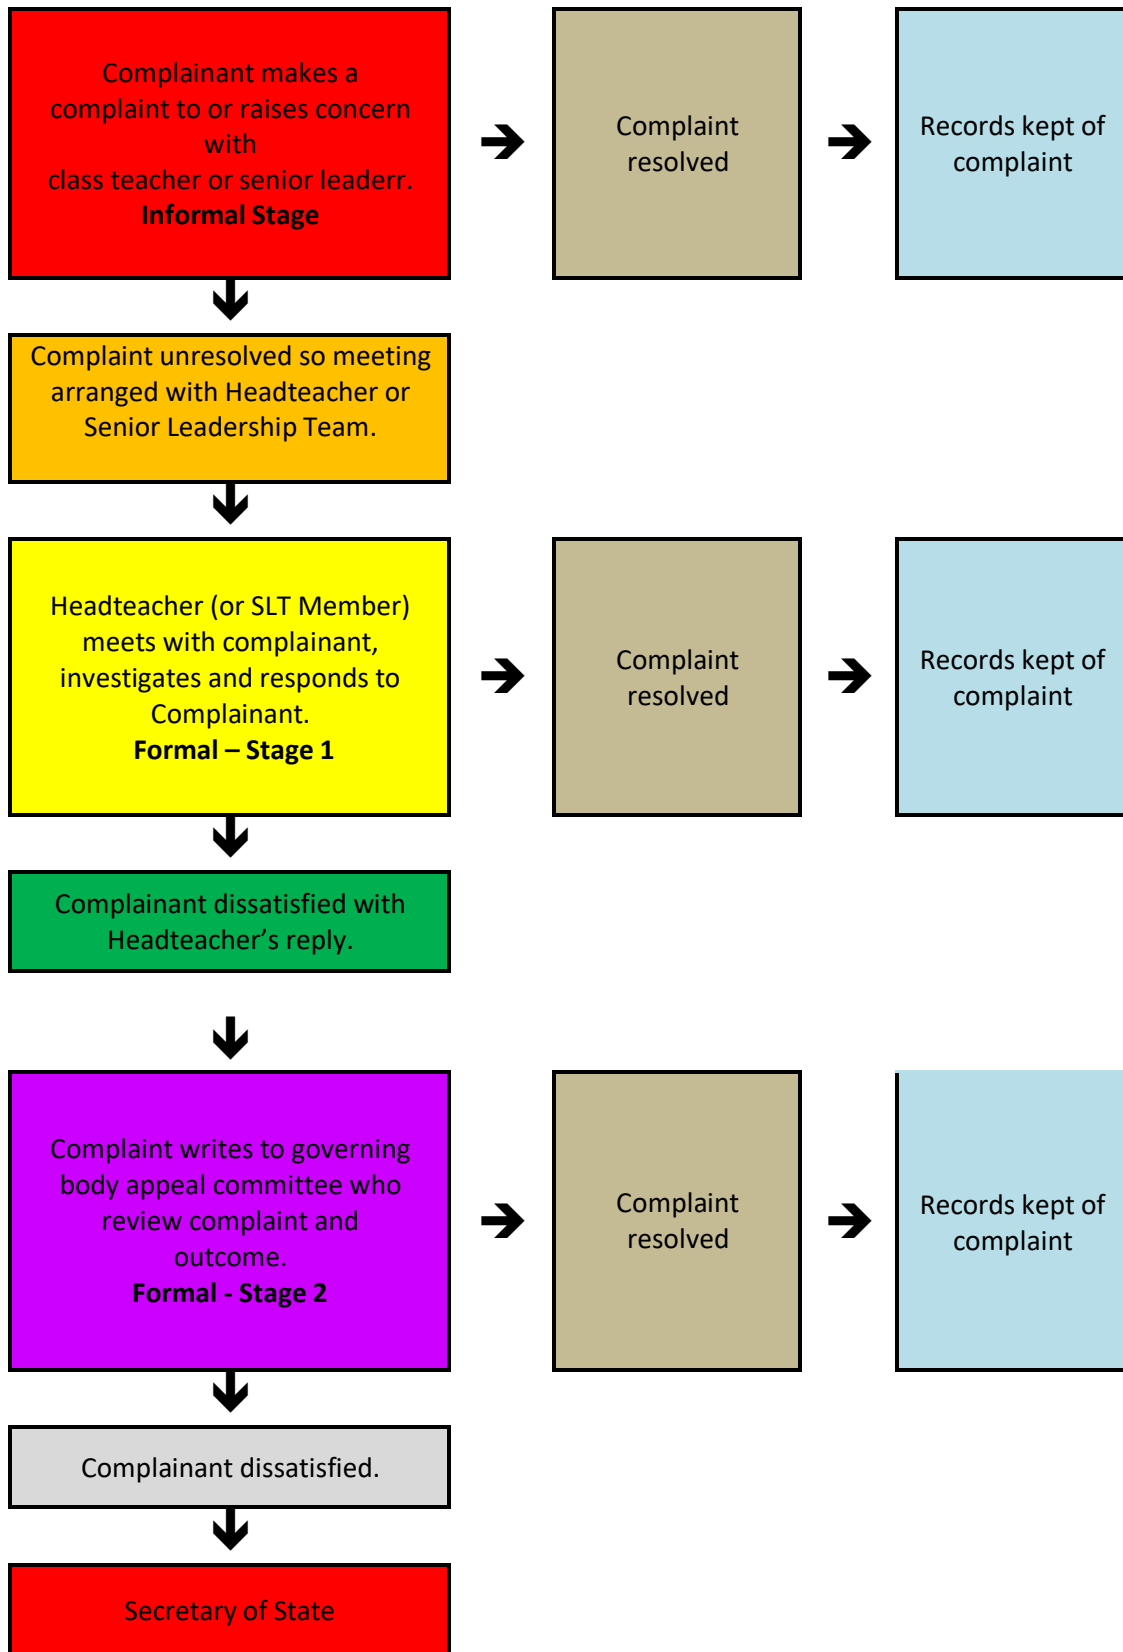 Complainant makes a
complaint to or raises concern
with
class teacher or senior leaderr.
Informal Stage
Complaint
resolved
Records kept of
complaint
Complaint unresolved so meeting
arranged with Headteacher or
Senior Leadership Team.
Headteacher (or SLT Member)
meets with complainant,
investigates and responds to
Complainant.
Formal – Stage 1
Complaint
resolved
Records kept of
complaint
Complainant dissatisfied with
Headteacher’s reply.
Complaint writes to governing
body appeal committee who
review complaint and
outcome.
Formal - Stage 2
Complaint
resolved
Records kept of
complaint
Complainant dissatisfied.
Secretary of State